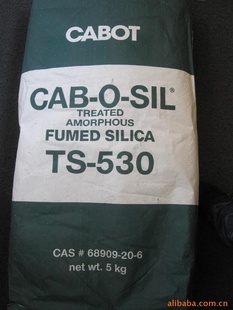 CABOT
CAB-O-SIL®
TREATED
AMORPHOUS
FUMED SILICA
TS-530
CAS # 68909-20-6
net wt. 5 kg
alibaba.com.cn